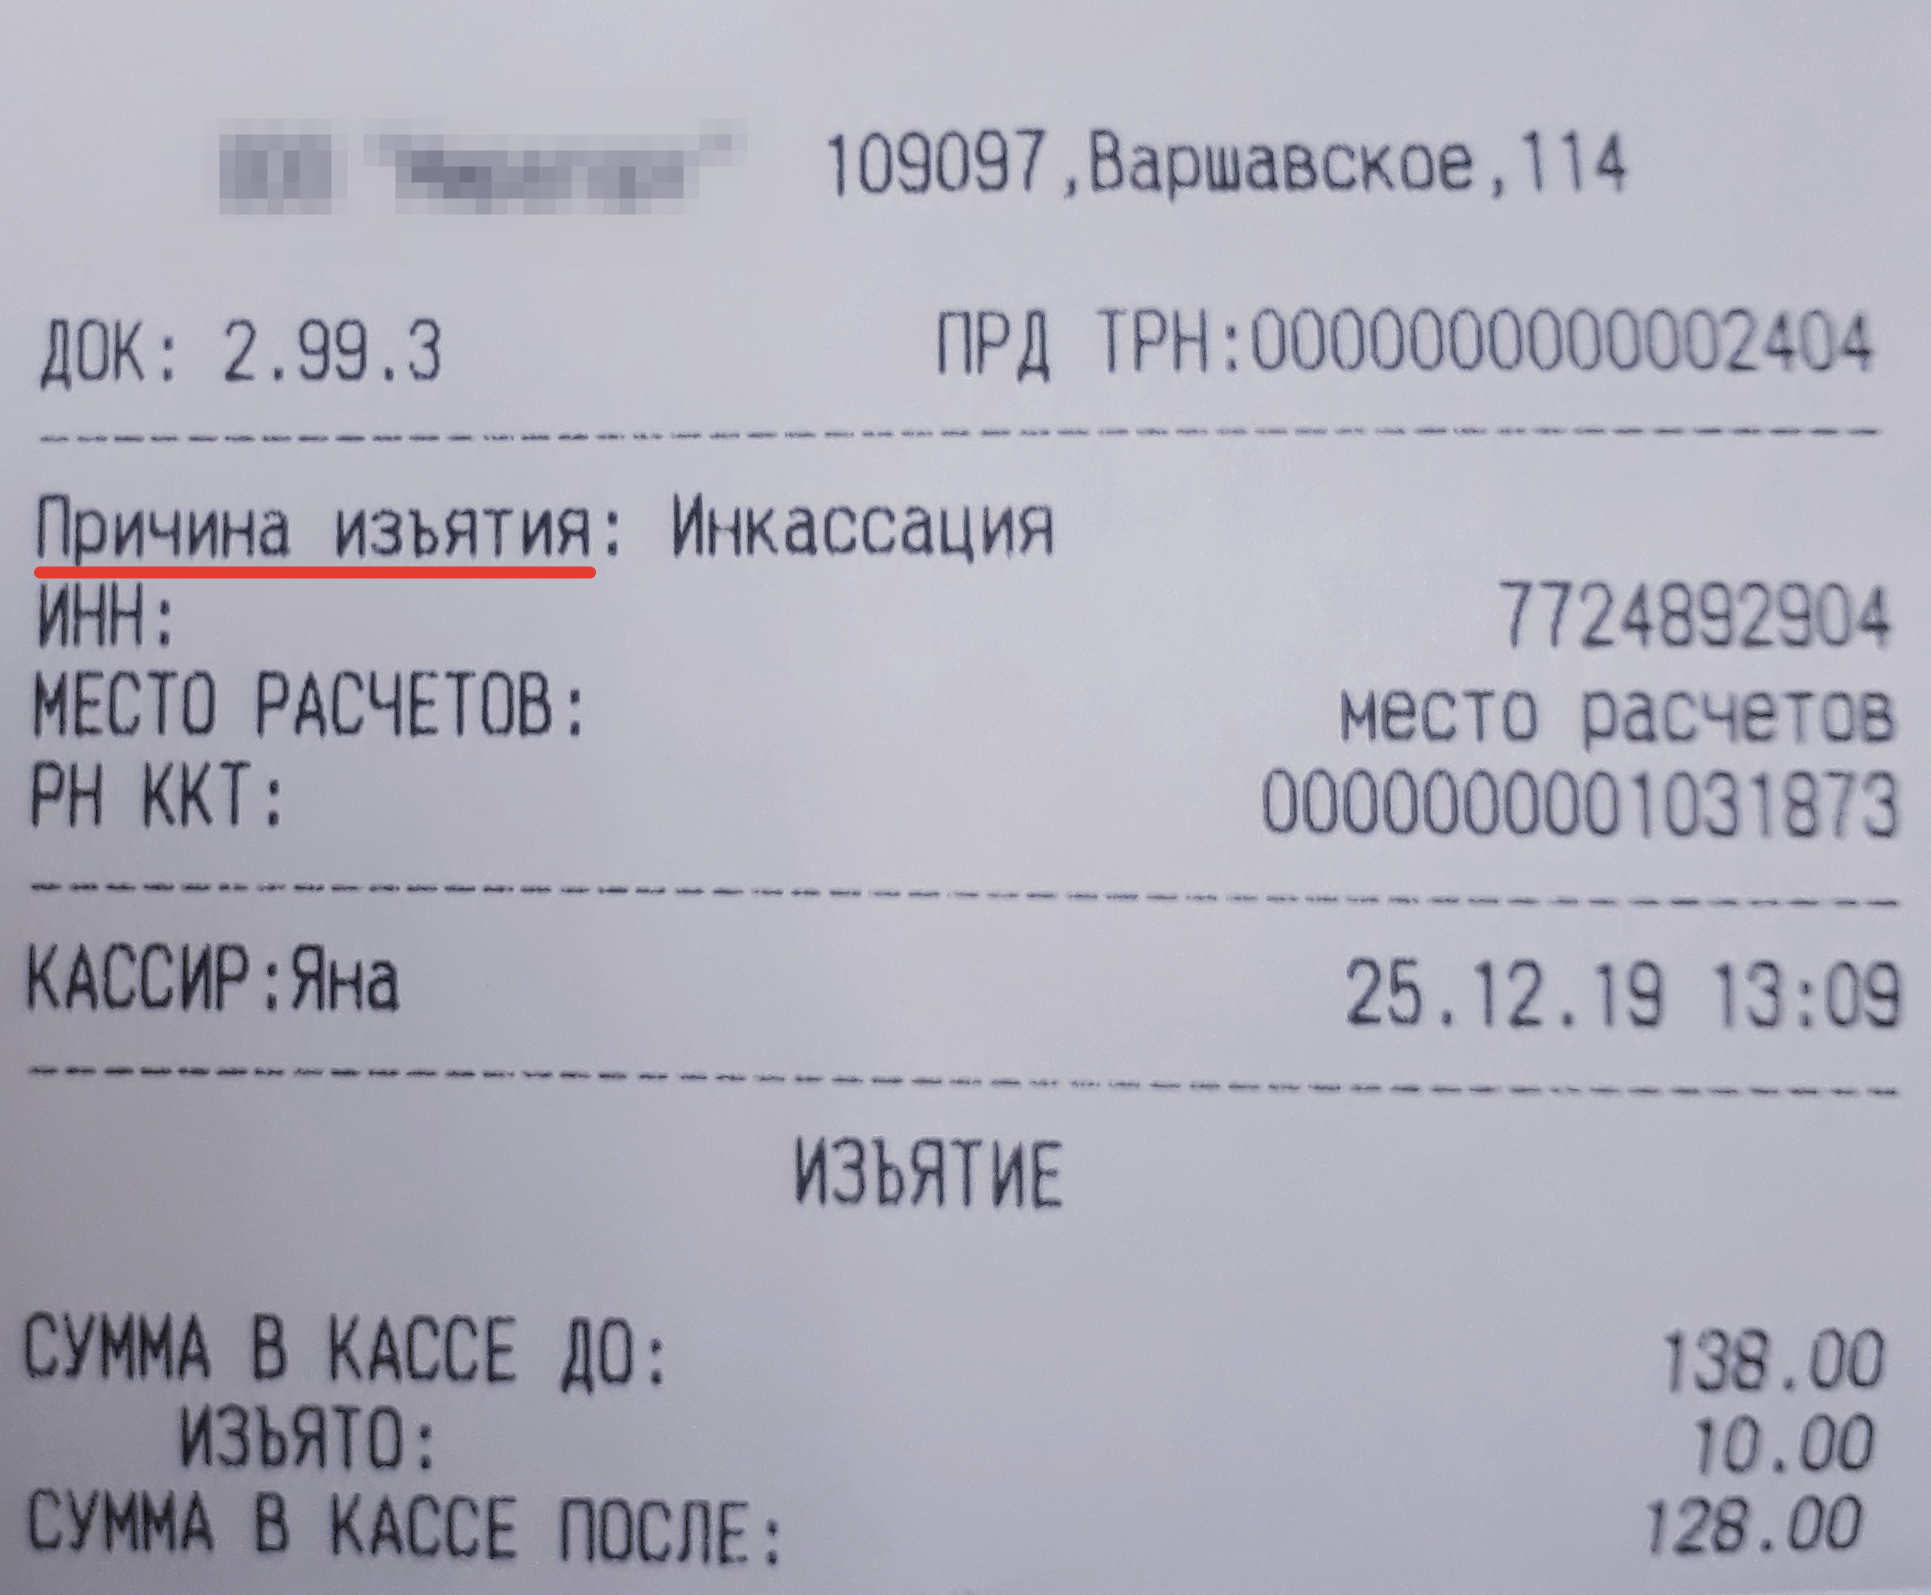 109097,Варшавское,114
ДОК: 2.99.3 ПРД ТРН:0000000000002404
Причина изъятия: Инкассация
ИНН: 7724892904
МЕСТО РАСЧЕТОВ: место расчетов
РН ККТ: 0000000001031873
КАССИР:Яна 25.12.19 13:09
ИЗЪЯТИЕ
СУММА В КАССЕ ДО: 138.00
ИЗЪЯТО: 10.00
СУММА В КАССЕ ПОСЛЕ: 128.00